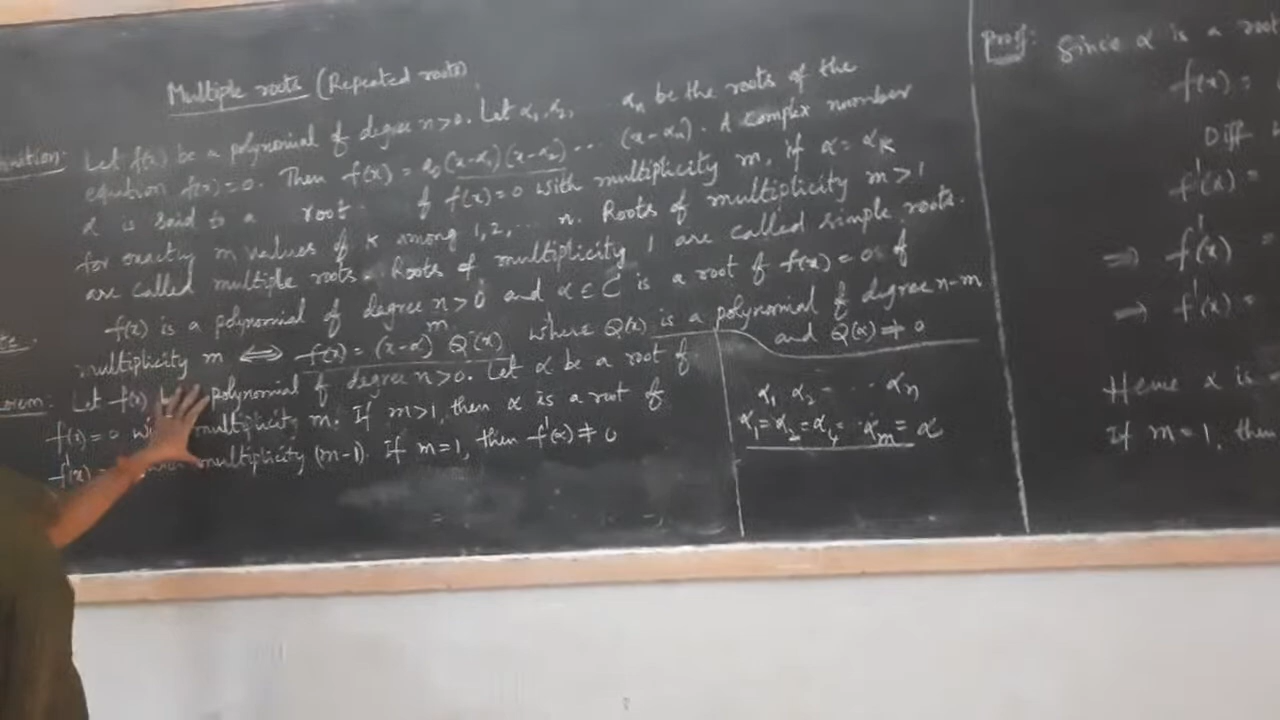 Multiple roots (Repeated roots)
Let f(x) be a polynomial of degree n>0. Let α₁, α₂, ... αₙ be the roots of the
equation f(x)=0. Then f(x) = a₀(x-α₁)(x-α₂) ... (x-αₙ). A complex number
α is said to a root of f(x)=0 with multiplicity m, if α = αₖ
for exactly m values of k among 1,2,... n. Roots of multiplicity m>1
are called multiple roots. Roots of multiplicity 1 are called simple roots.
f(x) is a polynomial of degree n>0 and α∈C is a root of f(x)=0 of
multiplicity m ⟺ f(x) = (x-α)ᵐ Q(x) where Q(x) is a polynomial of degree n-m
and Q(α) ≠ 0
Let f(x) polynomial of degree n>0. Let α be a root of
f(x)=0 multiplicity m. If m>1, then α is a root of
f'(x) = multiplicity (m-1). If m=1, then f'(α) ≠ 0
α₁ α₂ - ... αₙ
α₁=α₂=α₄= ... αₘ = α
Proof: Since α is a root
f(x) =
Diff
f'(x) =
⇒ f'(x) =
⇒ f'(x) =
Hence α is
If m=1, then